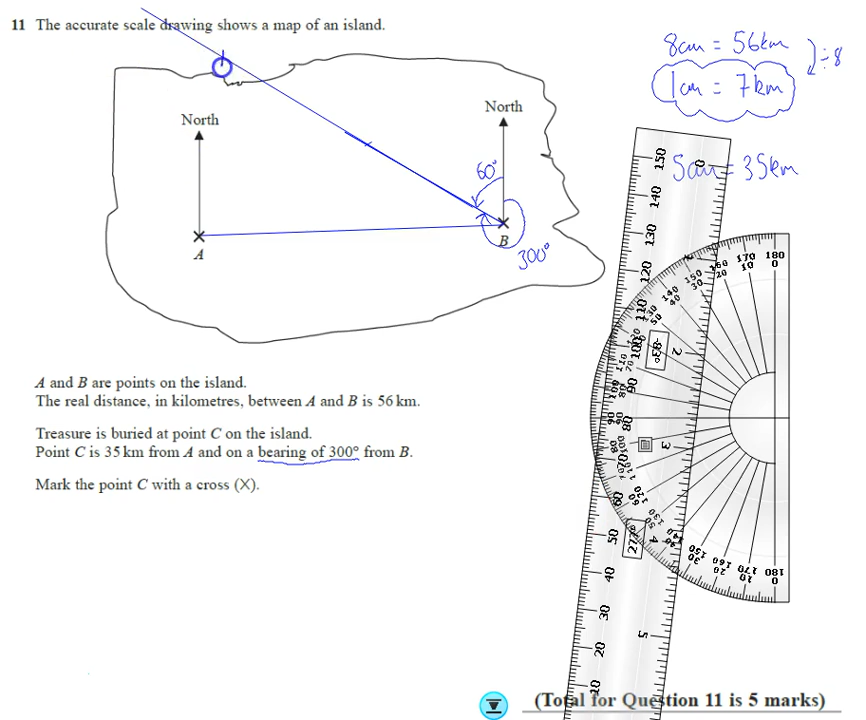 11 The accurate scale drawing shows a map of an island.
8cm = 56km
÷8
1cm = 7km
5cm = 35km
North
North
60°
A
B
300°
A and B are points on the island.
The real distance, in kilometres, between A and B is 56 km.
Treasure is buried at point C on the island.
Point C is 35 km from A and on a bearing of 300° from B.
Mark the point C with a cross (X).
(Total for Question 11 is 5 marks)